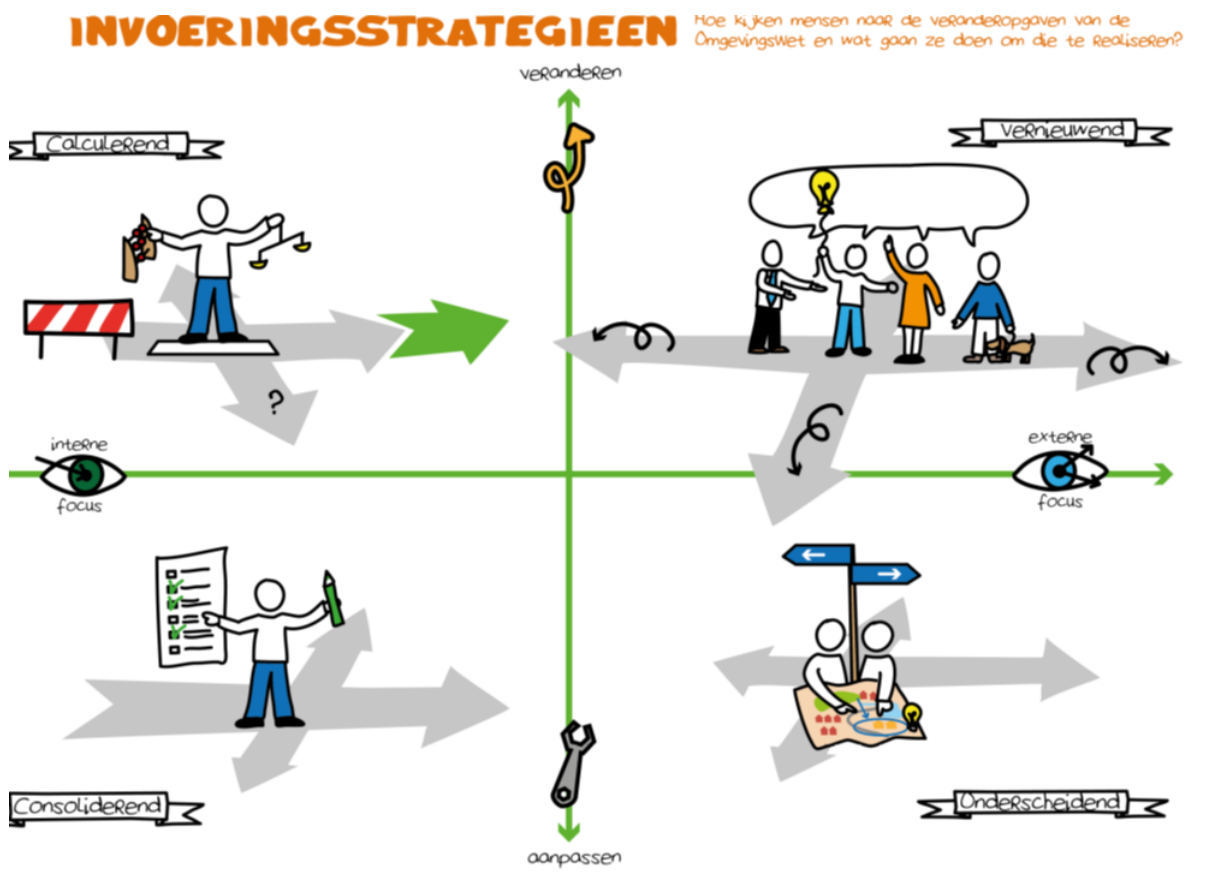 INVOERINGSSTRATEGIEEN
Hoe kijken mensen naar de veranderopgaven van de
Omgevingswet en wat gaan ze doen om die te realiseren?
veranderen
Calculerend
Vernieuwend
?
interne
focus
externe
focus
Consoliderend
Onderscheidend
aanpassen